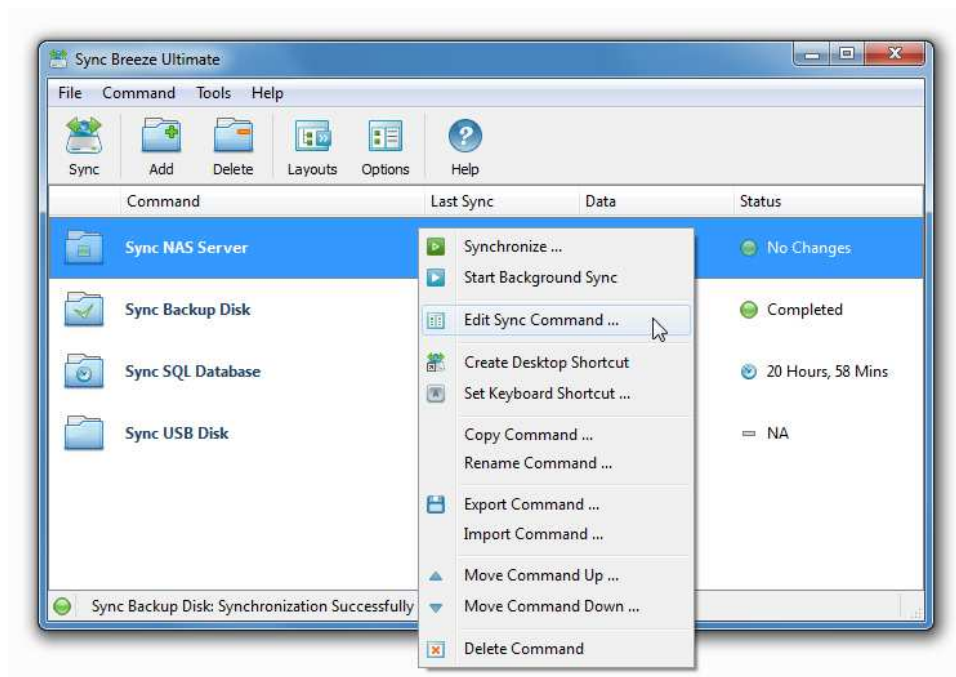 Sync Breeze Ultimate
File Command Tools Help
Sync Add Delete Layouts Options Help
Command Last Sync Data Status
Sync NAS Server No Changes
Sync Backup Disk Completed
Sync SQL Database 20 Hours, 58 Mins
Sync USB Disk NA
Synchronize ...
Start Background Sync
Edit Sync Command ...
Create Desktop Shortcut
Set Keyboard Shortcut ...
Copy Command ...
Rename Command ...
Export Command ...
Import Command ...
Move Command Up ...
Move Command Down ...
Delete Command
Sync Backup Disk: Synchronization Successfully